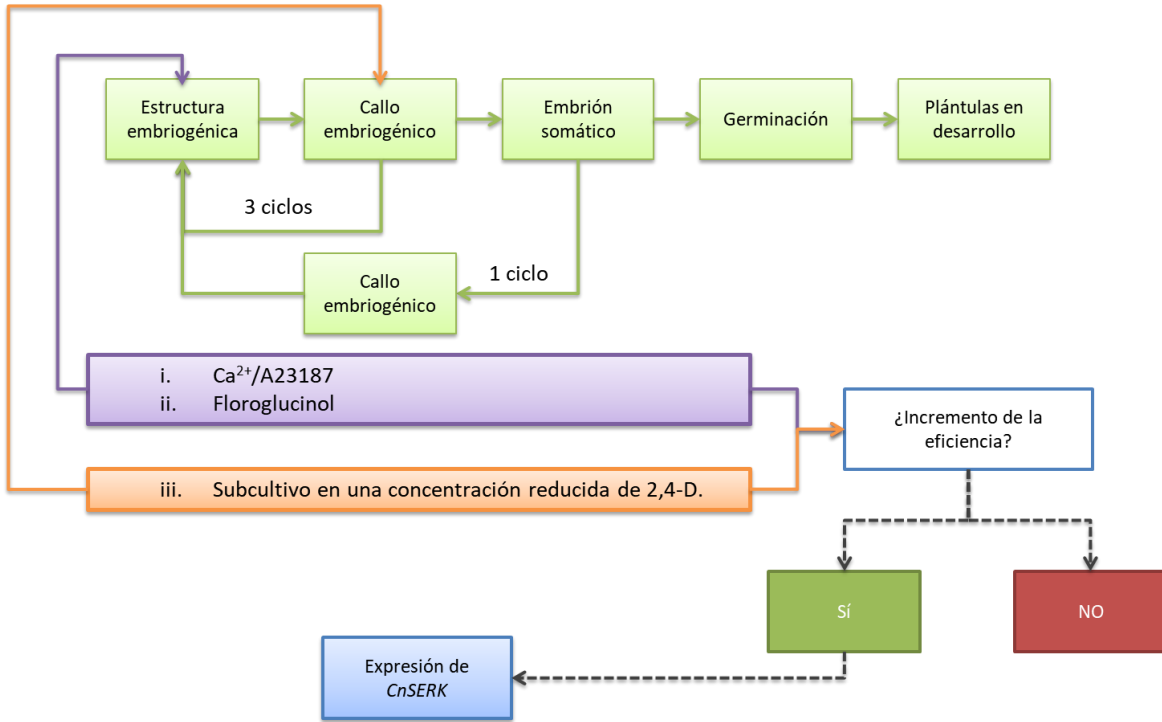 Estructura
embriogénica
Callo
embriogénico
Embrión
somático
Germinación
Plántulas en
desarrollo
3 ciclos
Callo
embriogénico
1 ciclo
i. Ca²⁺/A23187
ii. Floroglucinol
iii. Subcultivo en una concentración reducida de 2,4-D.
¿Incremento de la
eficiencia?
Sí
NO
Expresión de
CnSERK